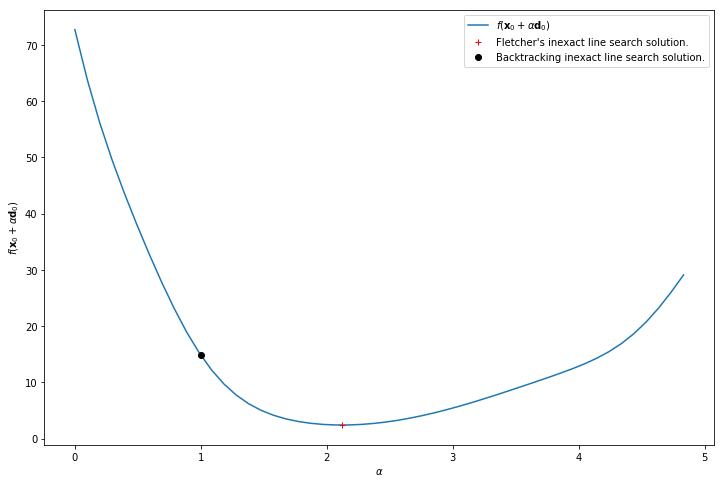 f(x₀ + αd₀)
Fletcher's inexact line search solution.
Backtracking inexact line search solution.
f(x₀ + αd₀)
70
60
50
40
30
20
10
0
0 1 2 3 4 5
α